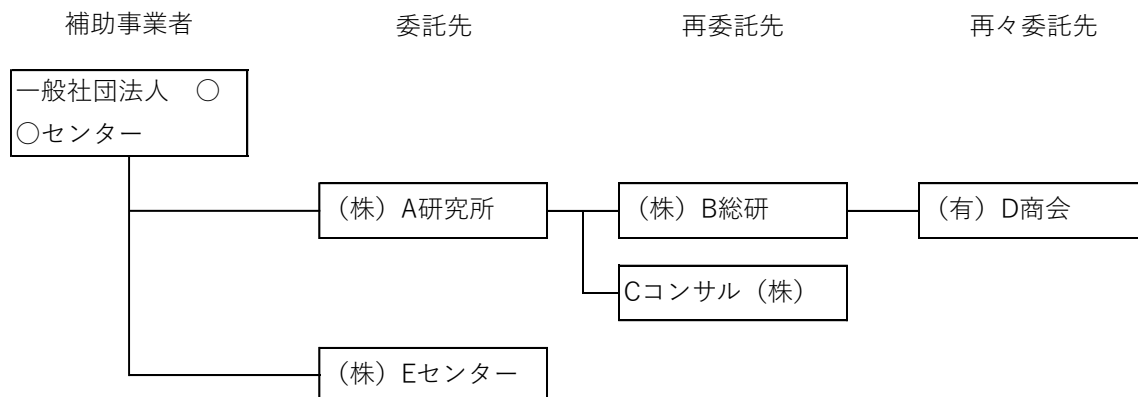 補助事業者
委託先
再委託先
再々委託先
一般社団法人　○
○センター
（株）A研究所
（株）B総研
（有）D商会
Cコンサル（株）
（株）Eセンター